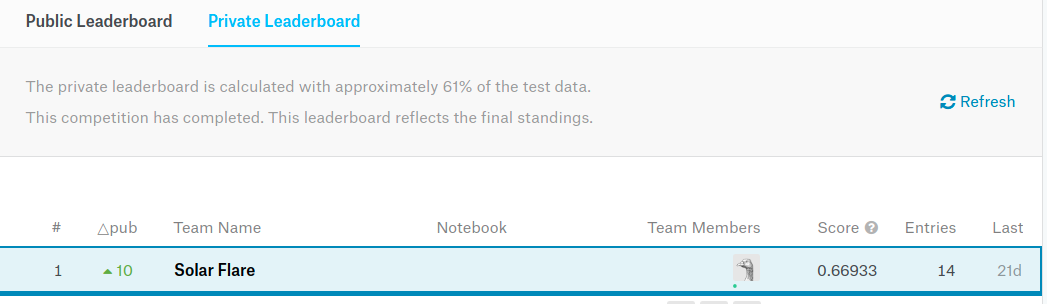 Public Leaderboard Private Leaderboard
The private leaderboard is calculated with approximately 61% of the test data.
This competition has completed. This leaderboard reflects the final standings.
Refresh
# △pub Team Name Notebook Team Members Score ? Entries Last
1 10 Solar Flare 0.66933 14 21d